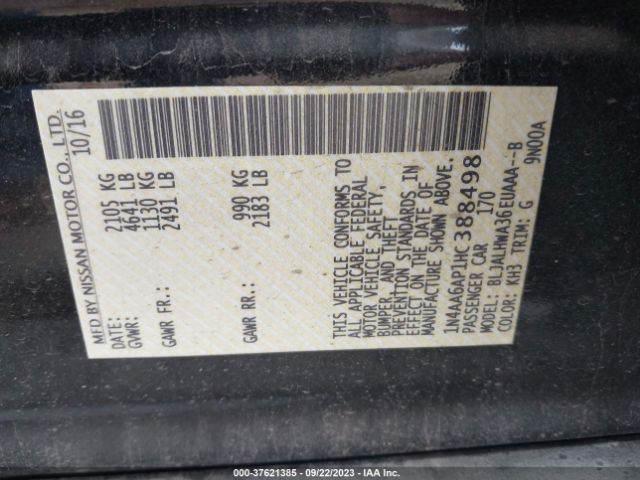 MFD BY NISSAN MOTOR CO., LTD.
DATE: 10/16
GVWR: 2105 KG
4641 LB
GAWR FR.: 1130 KG
2491 LB
GAWR RR.: 990 KG
2183 LB
THIS VEHICLE CONFORMS TO
ALL APPLICABLE FEDERAL
MOTOR VEHICLE SAFETY,
BUMPER, AND THEFT
PREVENTION STANDARDS IN
EFFECT ON THE DATE OF
MANUFACTURE SHOWN ABOVE.
1N4AA6AP1HC388498
PASSENGER CAR 170
MODEL: BLJALHWA36EUAAA--B
COLOR: KH3 TRIM: G 9N00A
000-37621385 - 09/22/2023 - IAA Inc.